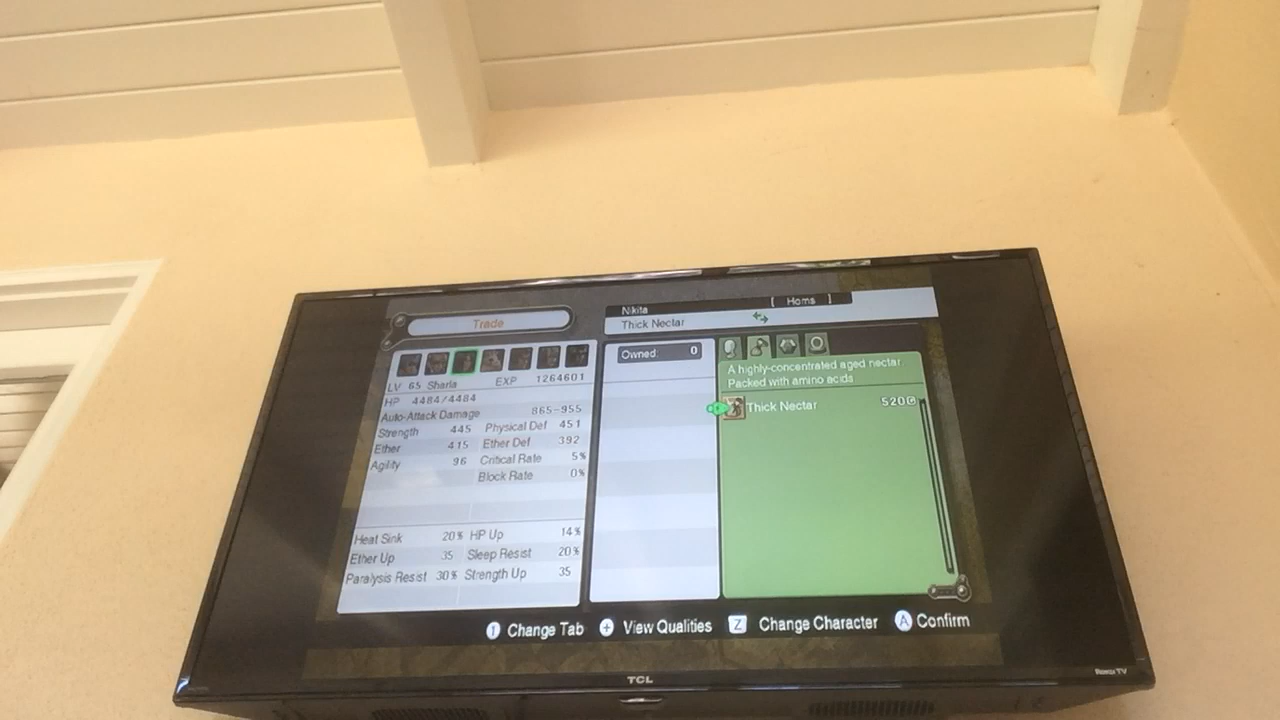 Trade
LV 65 Sharla EXP 1264601
HP 4484/4484
Auto-Attack Damage 865-955
Strength 445 Physical Def 451
Ether 415 Ether Def 392
Agility 96 Critical Rate 5%
Block Rate 0%
Heat Sink 20% HP Up 14%
Ether Up 35 Sleep Resist 20%
Paralysis Resist 30% Strength Up 35
Nikita [ Homs ]
Thick Nectar
Owned 0
A highly-concentrated aged nectar.
Packed with amino acids
Thick Nectar 520G
1 Change Tab + View Qualities Z Change Character A Confirm
TCL
Roku TV